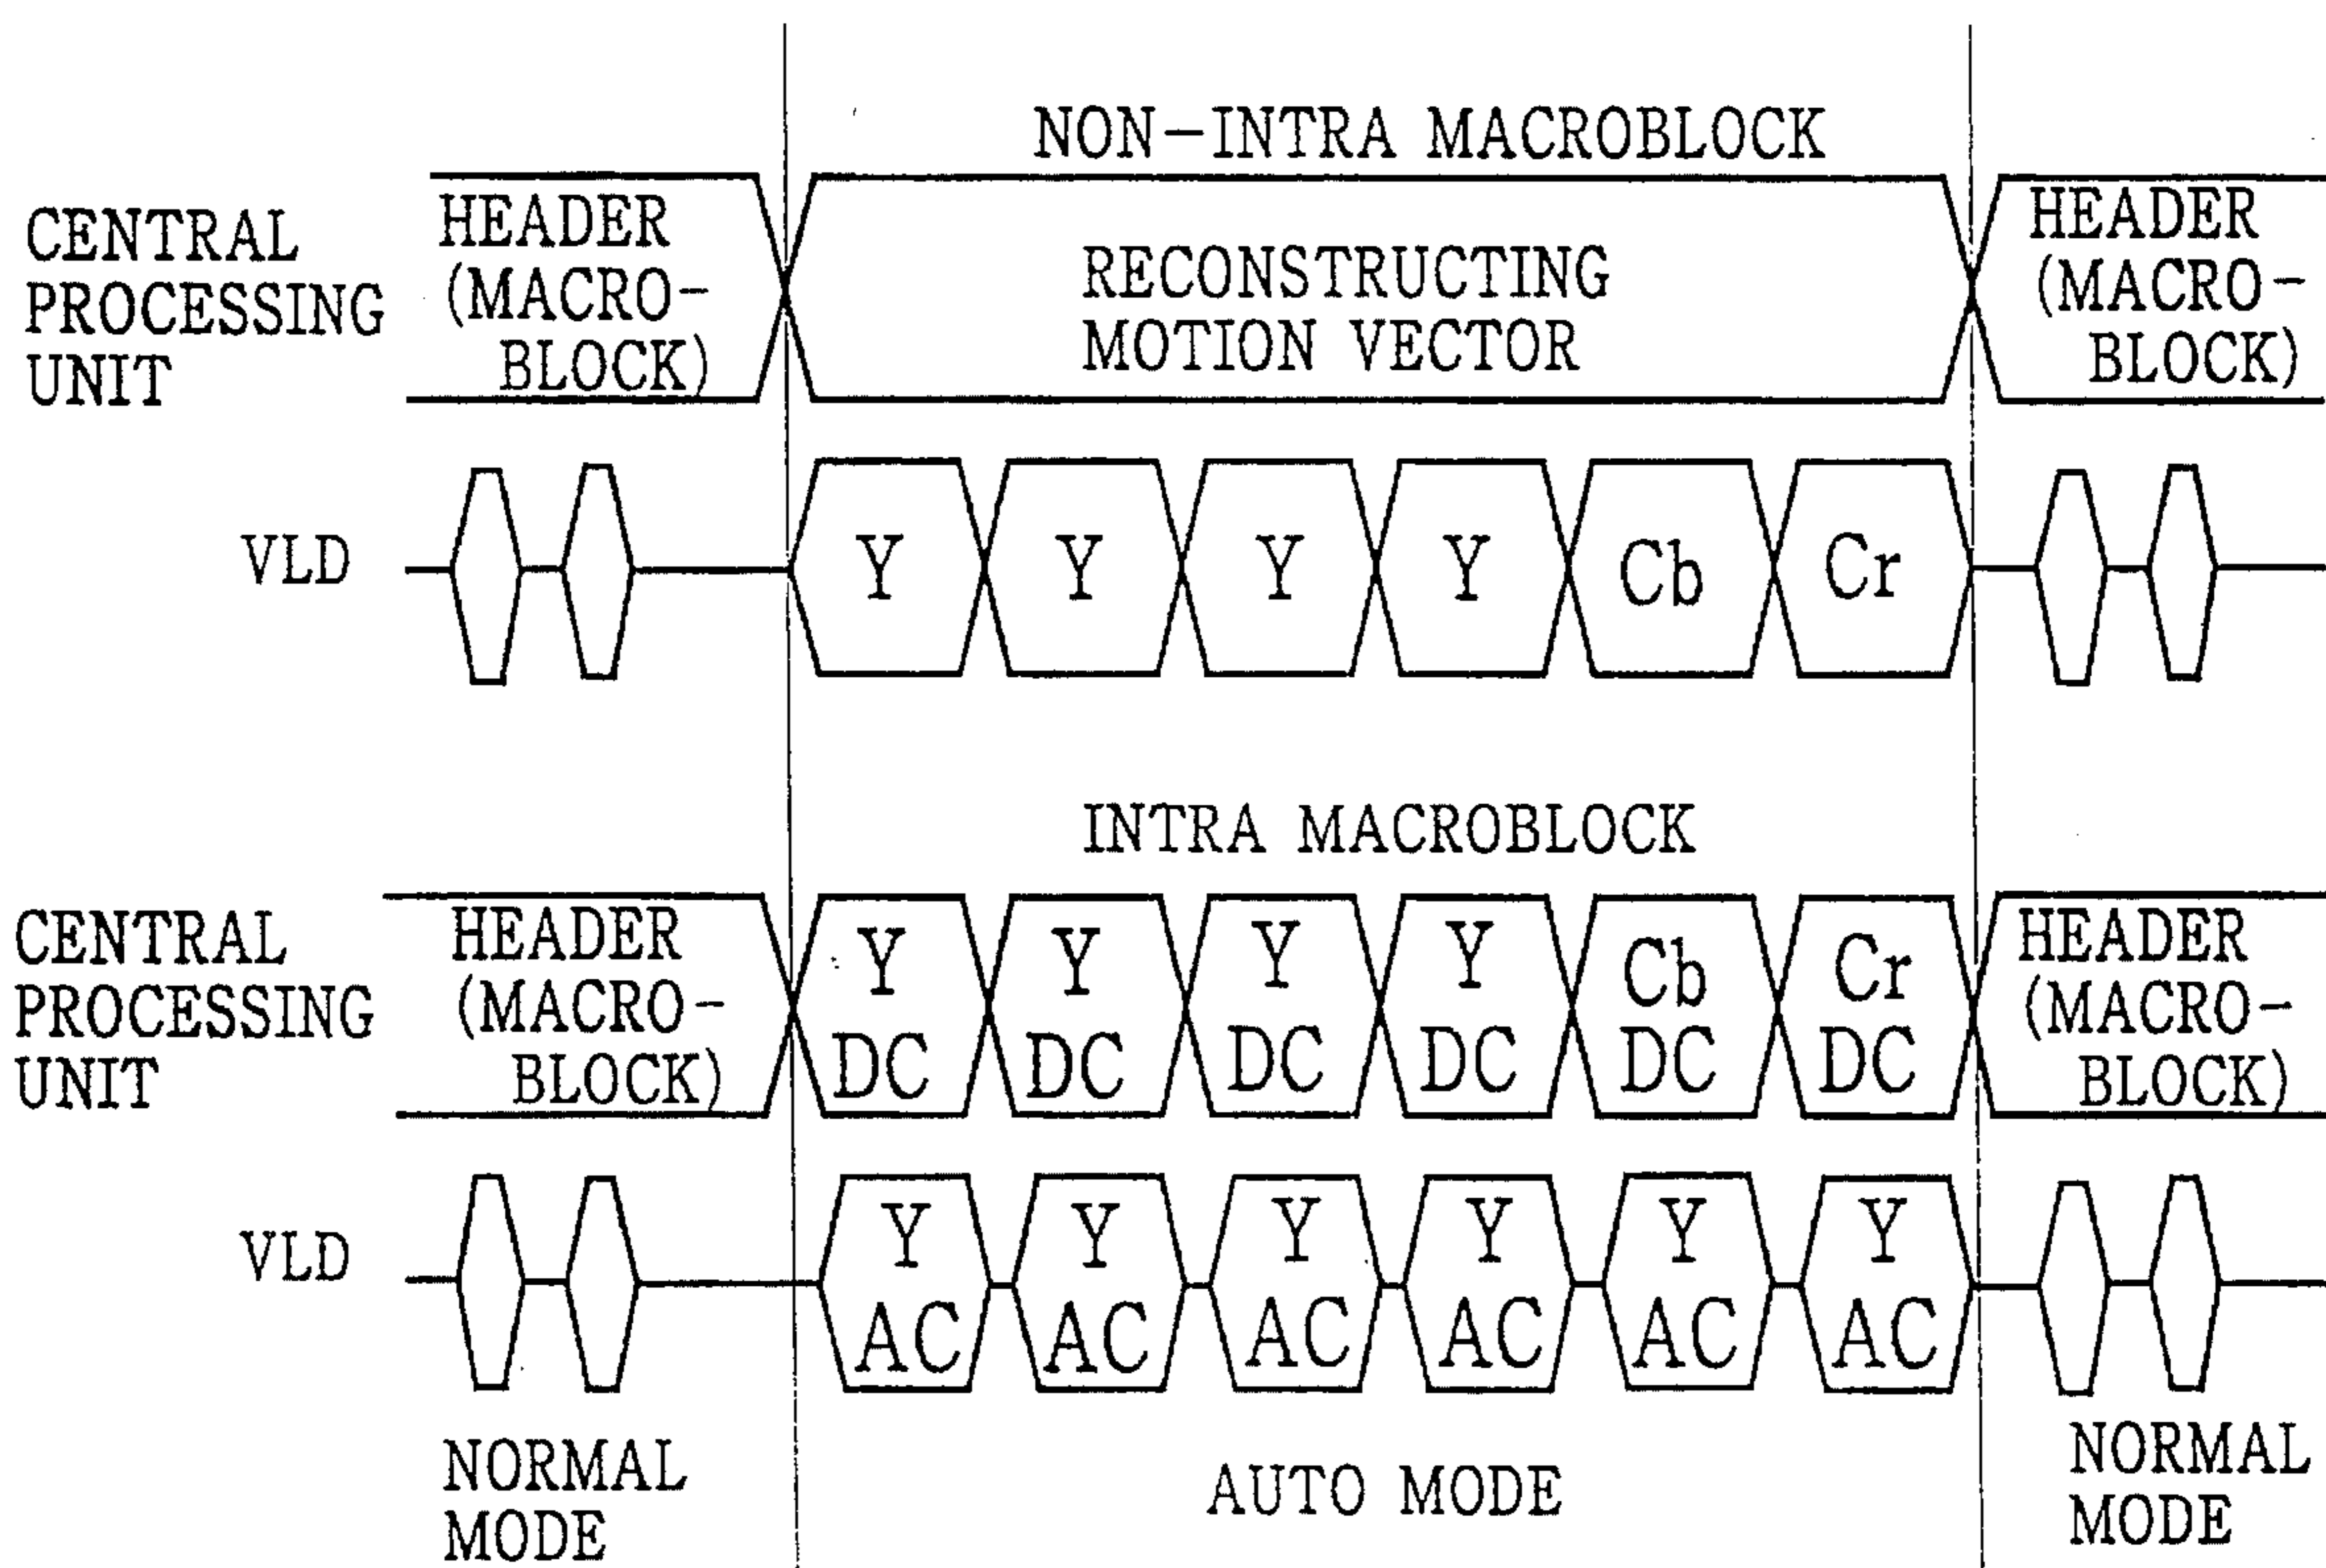 NON-INTRA MACROBLOCK
CENTRAL
PROCESSING
UNIT
HEADER
(MACRO-
BLOCK)
RECONSTRUCTING
MOTION VECTOR
HEADER
(MACRO-
BLOCK)
VLD
Y Y Y Y Cb Cr
INTRA MACROBLOCK
CENTRAL
PROCESSING
UNIT
HEADER
(MACRO-
BLOCK)
Y Y Y Y Cb Cr
DC DC DC DC DC DC
HEADER
(MACRO-
BLOCK)
VLD
Y Y Y Y Y Y
AC AC AC AC AC AC
NORMAL
MODE
AUTO MODE
NORMAL
MODE